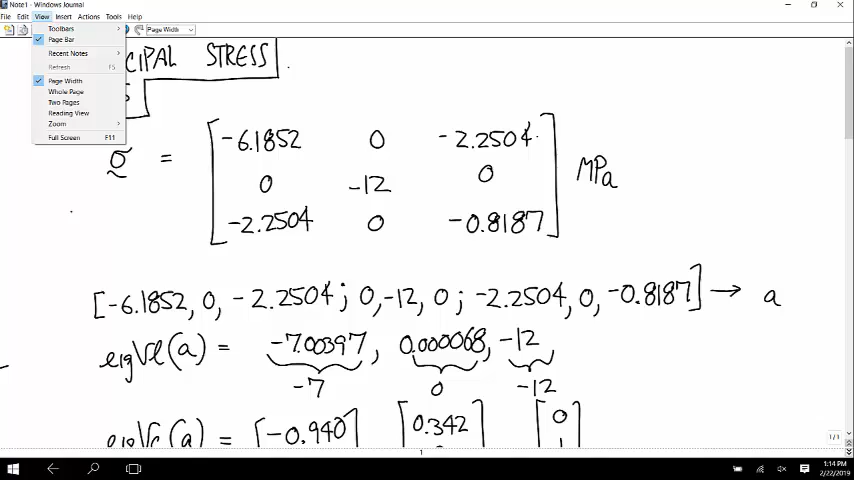 Note1 - Windows Journal
File Edit View Insert Actions Tools Help
Page Width
Toolbars
Page Bar
Recent Notes
Refresh F5
Page Width
Whole Page
Two Pages
Reading View
Zoom
Full Screen F11
CIPAL STRESS
S
σ = [ -6.1852 0 -2.2504
0 -12 0
-2.2504 0 -0.8187 ] MPa
[-6.1852, 0, -2.2504; 0, -12, 0; -2.2504, 0, -0.8187] → a
eigVl(a) = -7.00397, 0.000068, -12
-7 0 -12
eigVc(a) = [-0.940] [0.342] [0
1
1/1
1:14 PM
2/22/2019